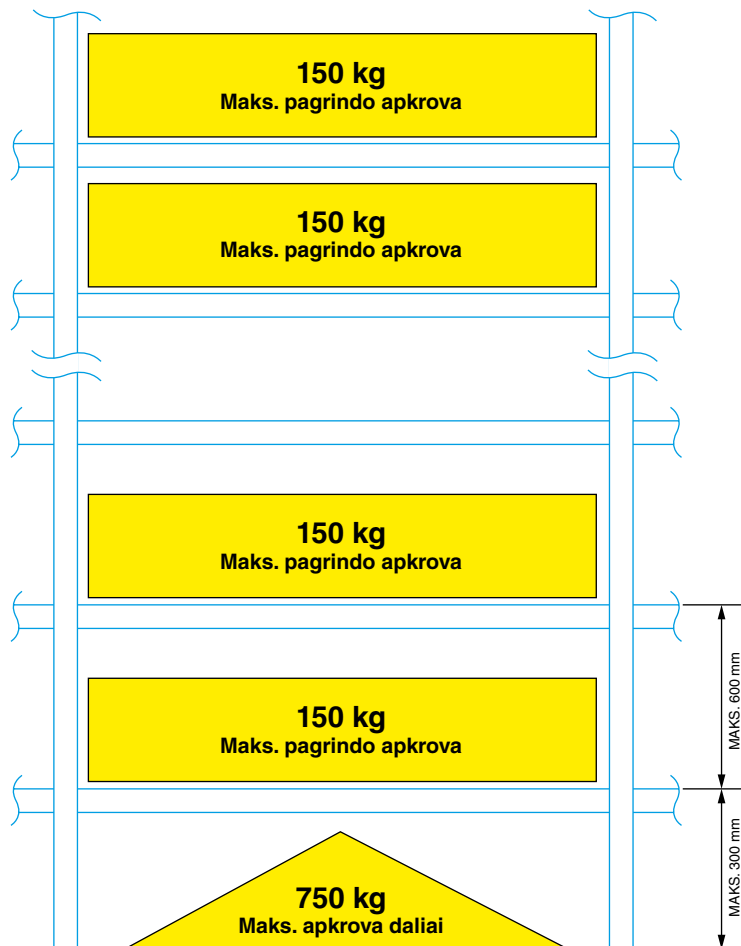 150 kg
Maks. pagrindo apkrova
150 kg
Maks. pagrindo apkrova
150 kg
Maks. pagrindo apkrova
MAKS. 600 mm
150 kg
Maks. pagrindo apkrova
MAKS. 300 mm
750 kg
Maks. apkrova daliai